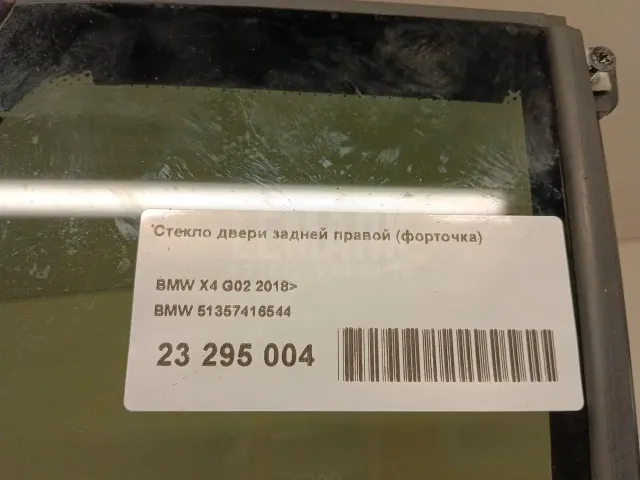 Стекло двери задней правой (форточка)
BMW X4 G02 2018>
BMW 51357416544
23 295 004